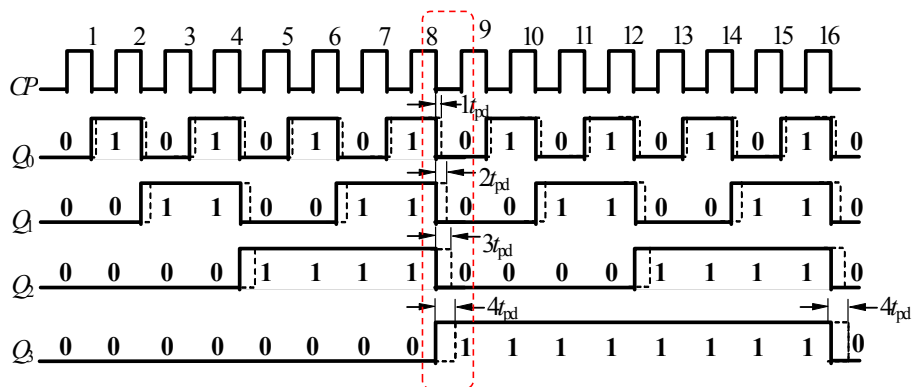 1 2 3 4 5 6 7 8 9 10 11 12 13 14 15 16
CP
1tpd
Q0 0 1 0 1 0 1 0 1 0 1 0 1 0 1 0 1 0
2tpd
Q1 0 0 1 1 0 0 1 1 0 0 1 1 0 0 1 1 0
3tpd
Q2 0 0 0 0 1 1 1 1 0 0 0 0 1 1 1 1 0
4tpd 4tpd
Q3 0 0 0 0 0 0 0 0 1 1 1 1 1 1 1 1 0